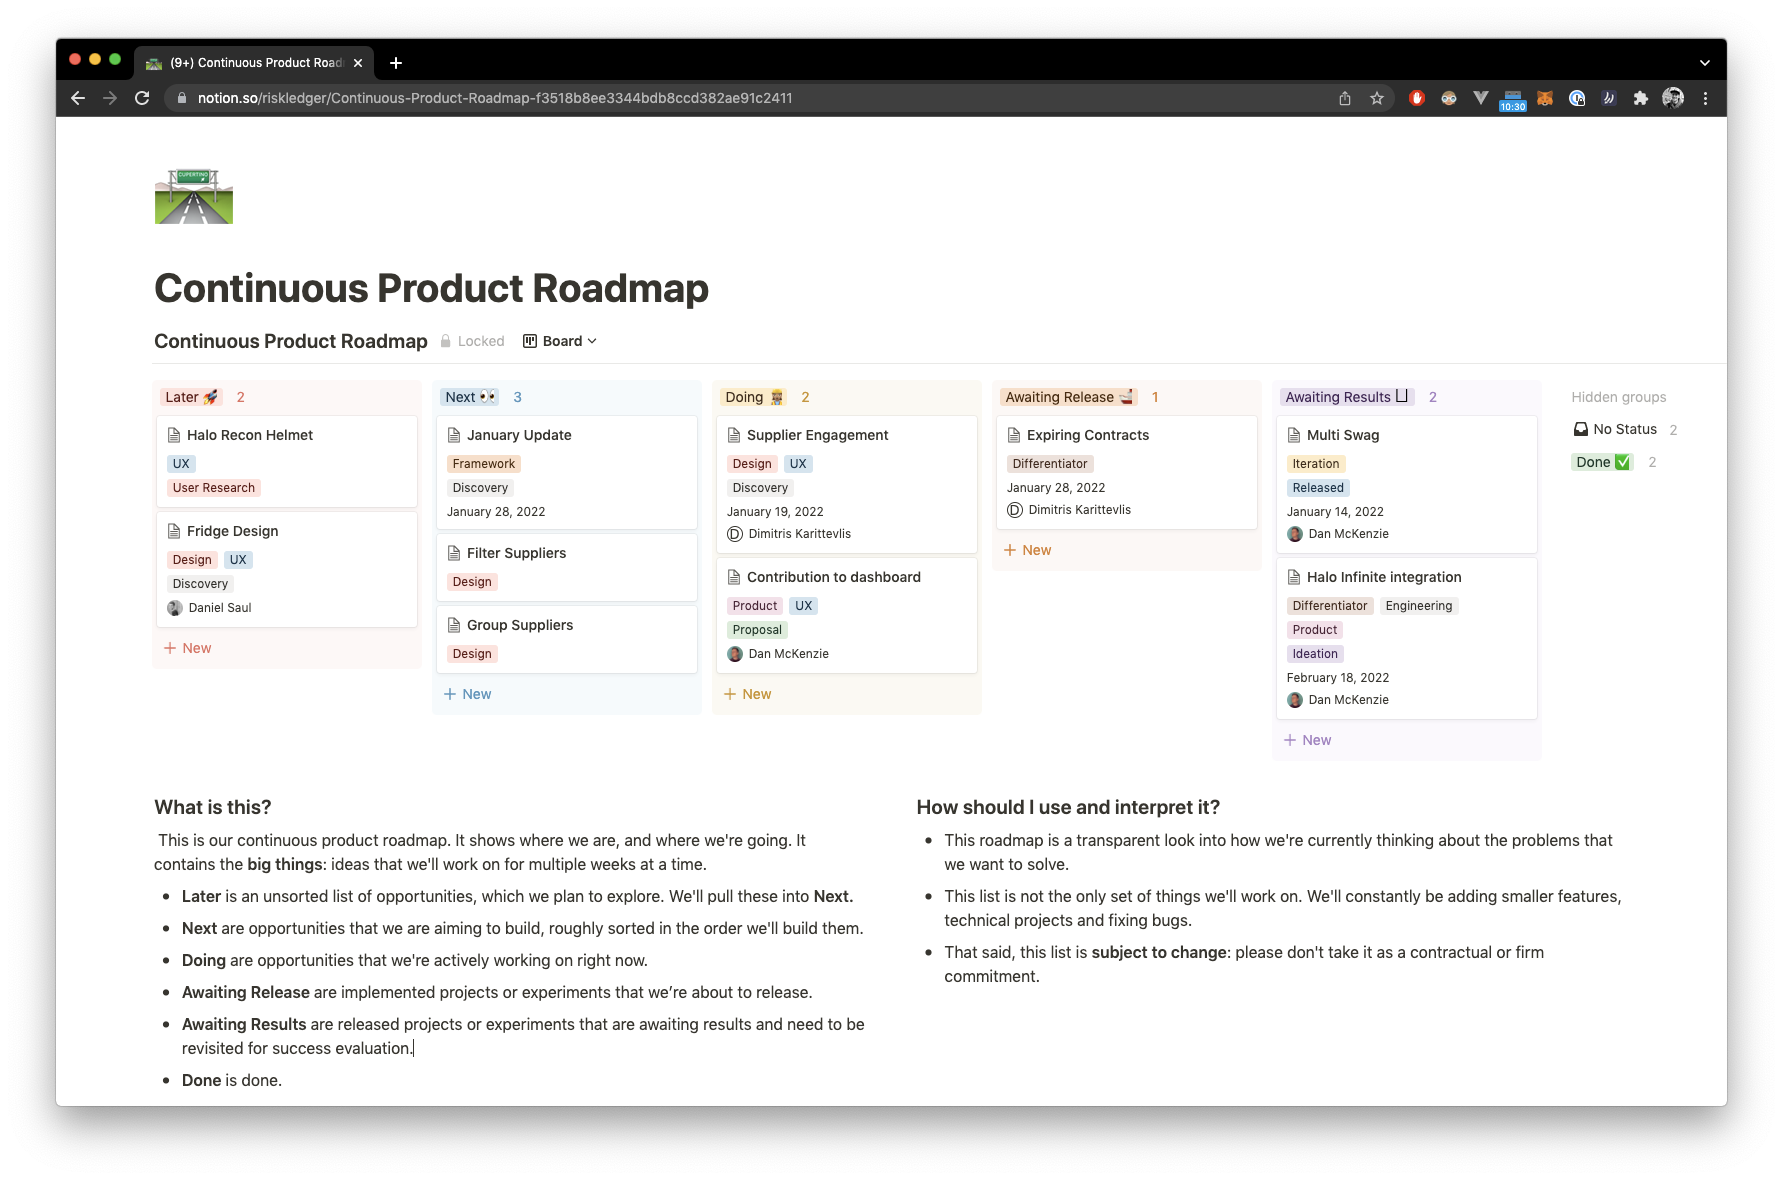 (9+) Continuous Product Road
notion.so/riskledger/Continuous-Product-Roadmap-f3518b8ee3344bdb8ccd382ae91c2411
10:30
CUPERTINO
Continuous Product Roadmap
Continuous Product Roadmap Locked Board
Later 🚀 2
Halo Recon Helmet
UX
User Research
Fridge Design
Design UX
Discovery
Daniel Saul
+ New
Next 👀 3
January Update
Framework
Discovery
January 28, 2022
Filter Suppliers
Design
Group Suppliers
Design
+ New
Doing 👷 2
Supplier Engagement
Design UX
Discovery
January 19, 2022
D Dimitris Karittevlis
Contribution to dashboard
Product UX
Proposal
Dan McKenzie
+ New
Awaiting Release 🚬 1
Expiring Contracts
Differentiator
January 28, 2022
D Dimitris Karittevlis
+ New
Awaiting Results 2
Multi Swag
Iteration
Released
January 14, 2022
Dan McKenzie
Halo Infinite integration
Differentiator Engineering
Product
Ideation
February 18, 2022
Dan McKenzie
+ New
Hidden groups
No Status 2
Done ✅ 2
What is this?
This is our continuous product roadmap. It shows where we are, and where we're going. It
contains the big things: ideas that we'll work on for multiple weeks at a time.
• Later is an unsorted list of opportunities, which we plan to explore. We'll pull these into Next.
• Next are opportunities that we are aiming to build, roughly sorted in the order we'll build them.
• Doing are opportunities that we're actively working on right now.
• Awaiting Release are implemented projects or experiments that we’re about to release.
• Awaiting Results are released projects or experiments that are awaiting results and need to be
revisited for success evaluation.
• Done is done.
How should I use and interpret it?
• This roadmap is a transparent look into how we're currently thinking about the problems that
we want to solve.
• This list is not the only set of things we'll work on. We'll constantly be adding smaller features,
technical projects and fixing bugs.
• That said, this list is subject to change: please don't take it as a contractual or firm
commitment.